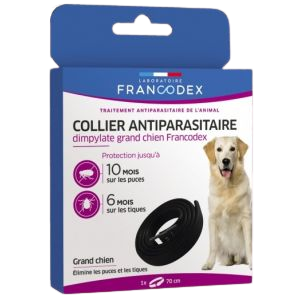 LABORATOIRE
FRANCODEX
TRAITEMENT ANTIPARASITAIRE DE L'ANIMAL
COLLIER ANTIPARASITAIRE
dimpylate grand chien Francodex
Protection jusqu'à
10 MOIS
sur les puces
6 MOIS
sur les tiques
Grand chien
Élimine les puces et les tiques
1x 70 cm